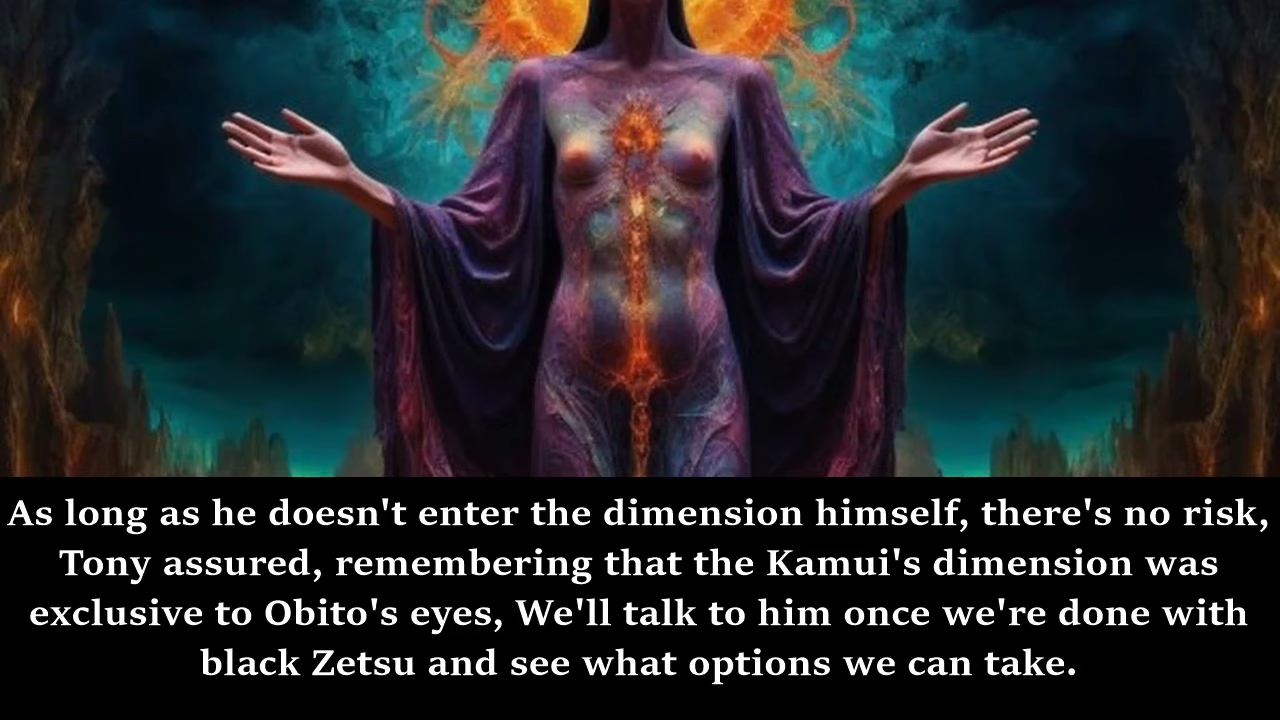 As long as he doesn't enter the dimension himself, there's no risk,
Tony assured, remembering that the Kamui's dimension was
exclusive to Obito's eyes, We'll talk to him once we're done with
black Zetsu and see what options we can take.